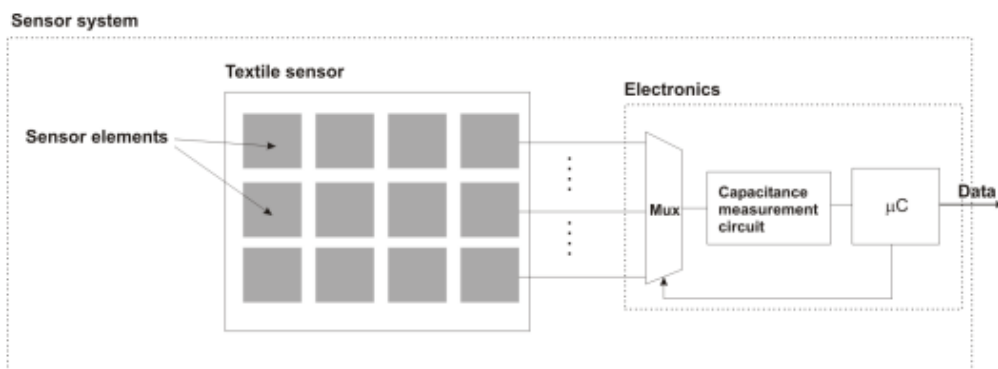 Sensor system
Textile sensor
Electronics
Sensor elements
Mux
Capacitance
measurement
circuit
μC
Data